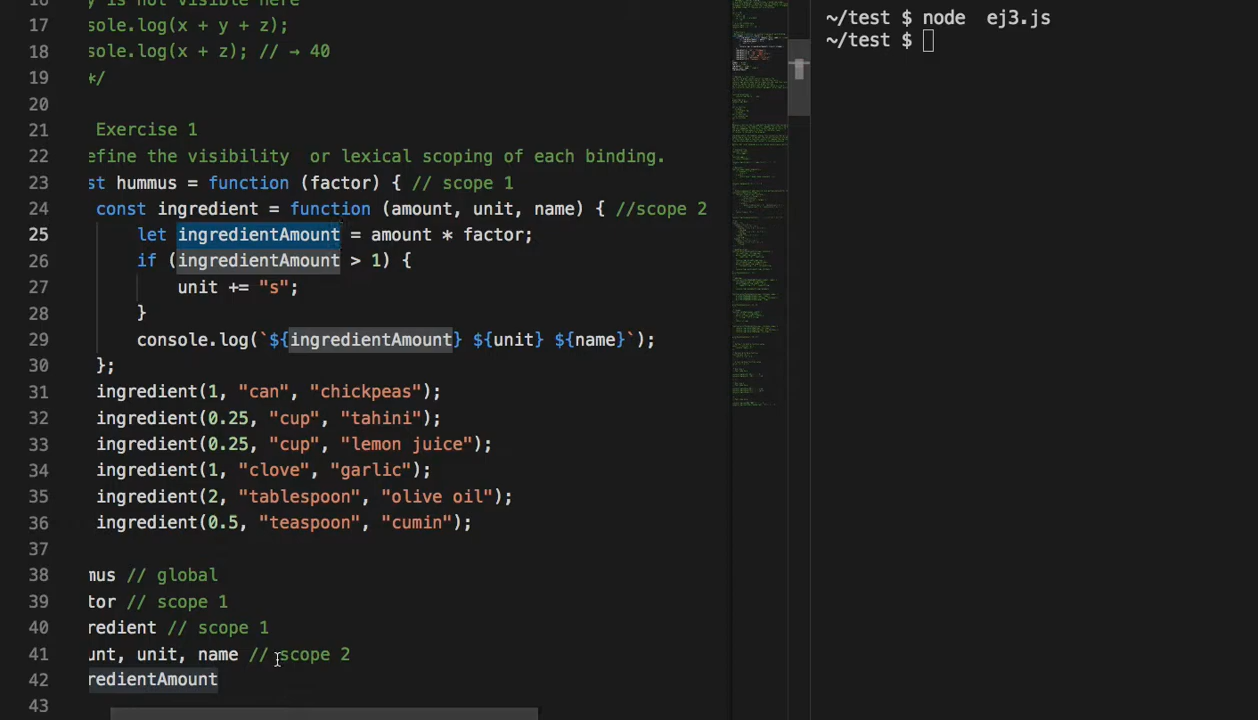 16 y is not visible here
17 sole.log(x + y + z);
18 sole.log(x + z); // → 40
19 */
20
21 Exercise 1
22 efine the visibility  or lexical scoping of each binding.
23 st hummus = function (factor) { // scope 1
24 const ingredient = function (amount, unit, name) { //scope 2
25 let ingredientAmount = amount * factor;
26 if (ingredientAmount > 1) {
27 unit += "s";
28 }
29 console.log(`${ingredientAmount} ${unit} ${name}`);
30 };
31 ingredient(1, "can", "chickpeas");
32 ingredient(0.25, "cup", "tahini");
33 ingredient(0.25, "cup", "lemon juice");
34 ingredient(1, "clove", "garlic");
35 ingredient(2, "tablespoon", "olive oil");
36 ingredient(0.5, "teaspoon", "cumin");
37
38 mus // global
39 tor // scope 1
40 redient // scope 1
41 unt, unit, name // scope 2
42 redientAmount
43
~/test $ node  ej3.js
~/test $